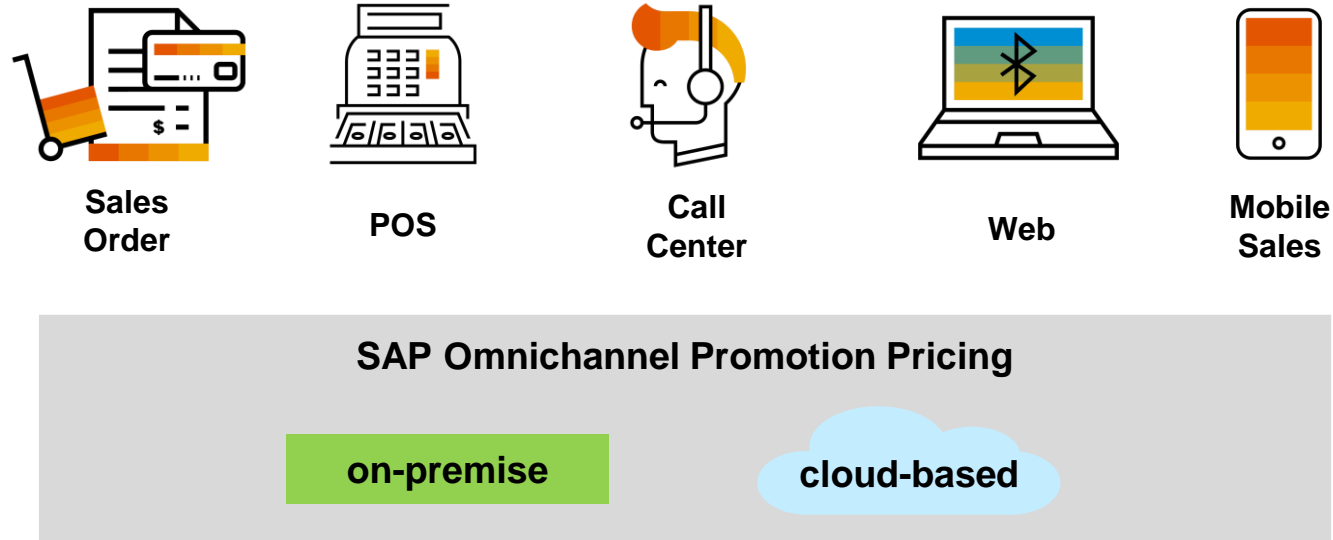 $
Sales
Order
POS
Call
Center
Web
Mobile
Sales
SAP Omnichannel Promotion Pricing
on-premise
cloud-based